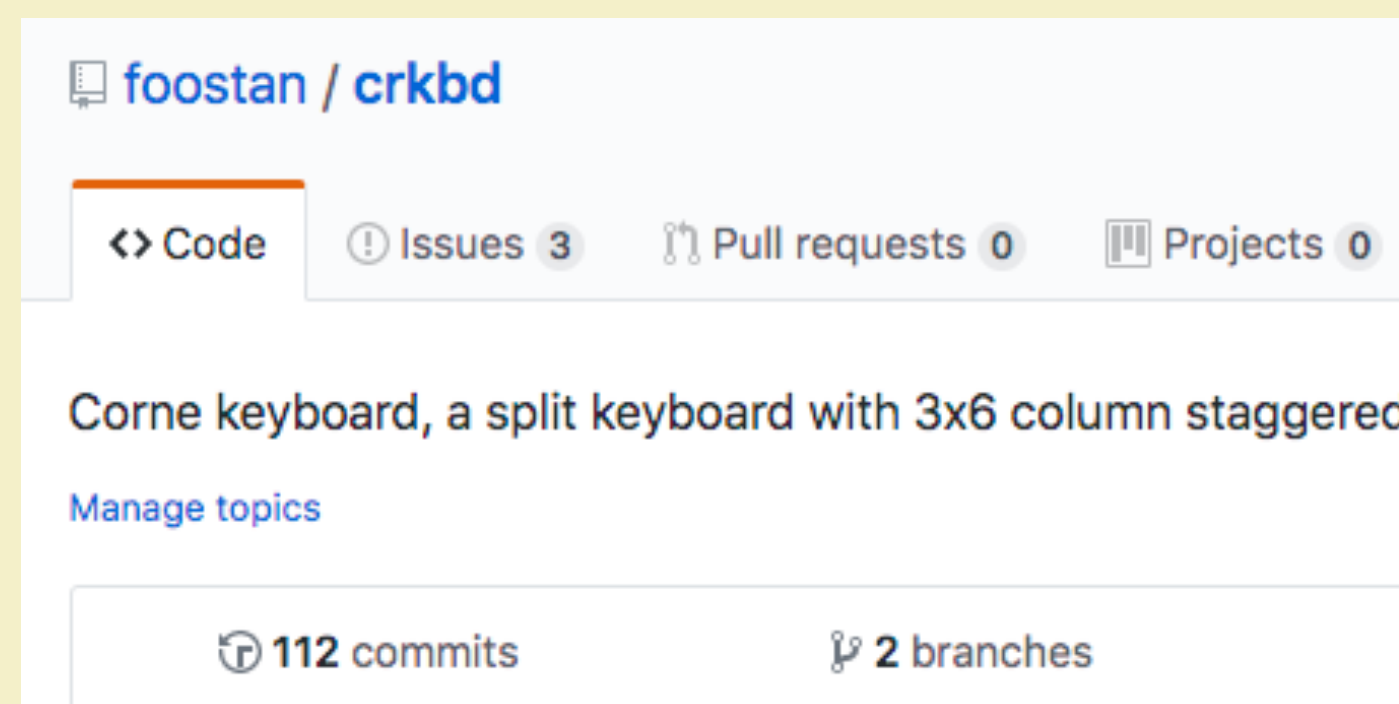 foostan / crkbd
<> Code Issues 3 Pull requests 0 Projects 0
Corne keyboard, a split keyboard with 3x6 column staggered
Manage topics
112 commits 2 branches